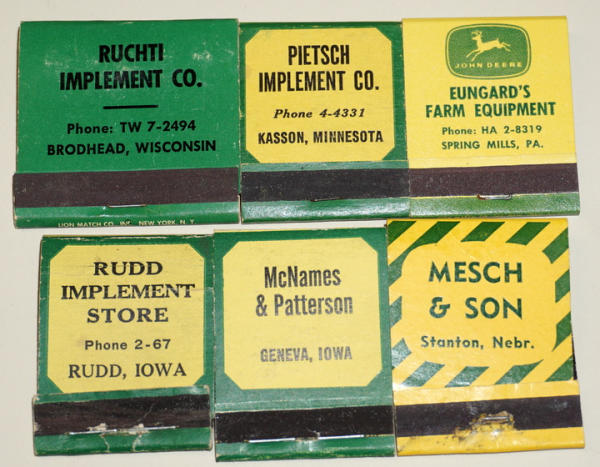 RUCHTI
IMPLEMENT CO.
Phone: TW 7-2494
BRODHEAD, WISCONSIN
LION MATCH CO., INC. NEW YORK, N. Y.
PIETSCH
IMPLEMENT CO.
Phone 4-4331
KASSON, MINNESOTA
JOHN DEERE
EUNGARD'S
FARM EQUIPMENT
Phone: HA 2-8319
SPRING MILLS, PA.
RUDD
IMPLEMENT
STORE
Phone 2-67
RUDD, IOWA
McNames
& Patterson
GENEVA, IOWA
MESCH
& SON
Stanton, Nebr.